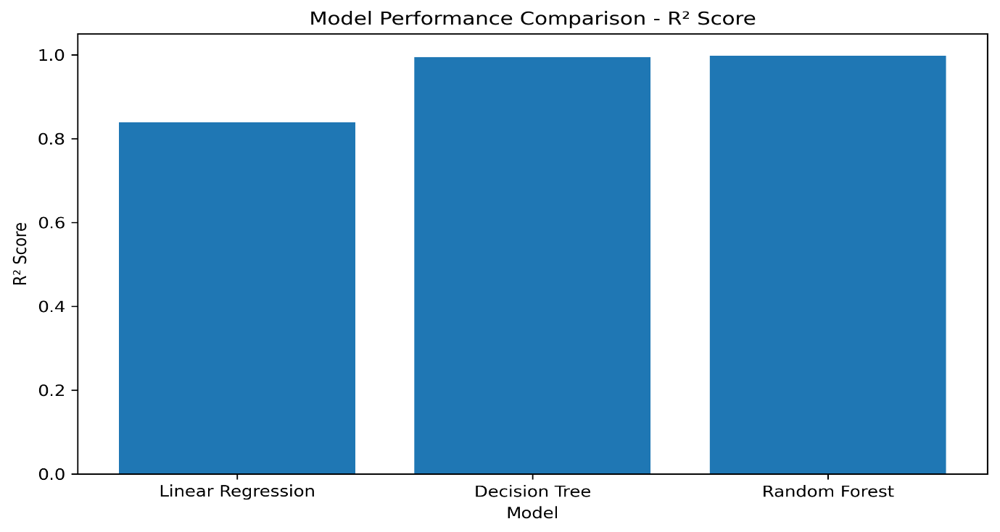 Model Performance Comparison - R² Score
1.0
0.8
0.6
0.4
0.2
0.0
R² Score
Linear Regression
Decision Tree
Random Forest
Model